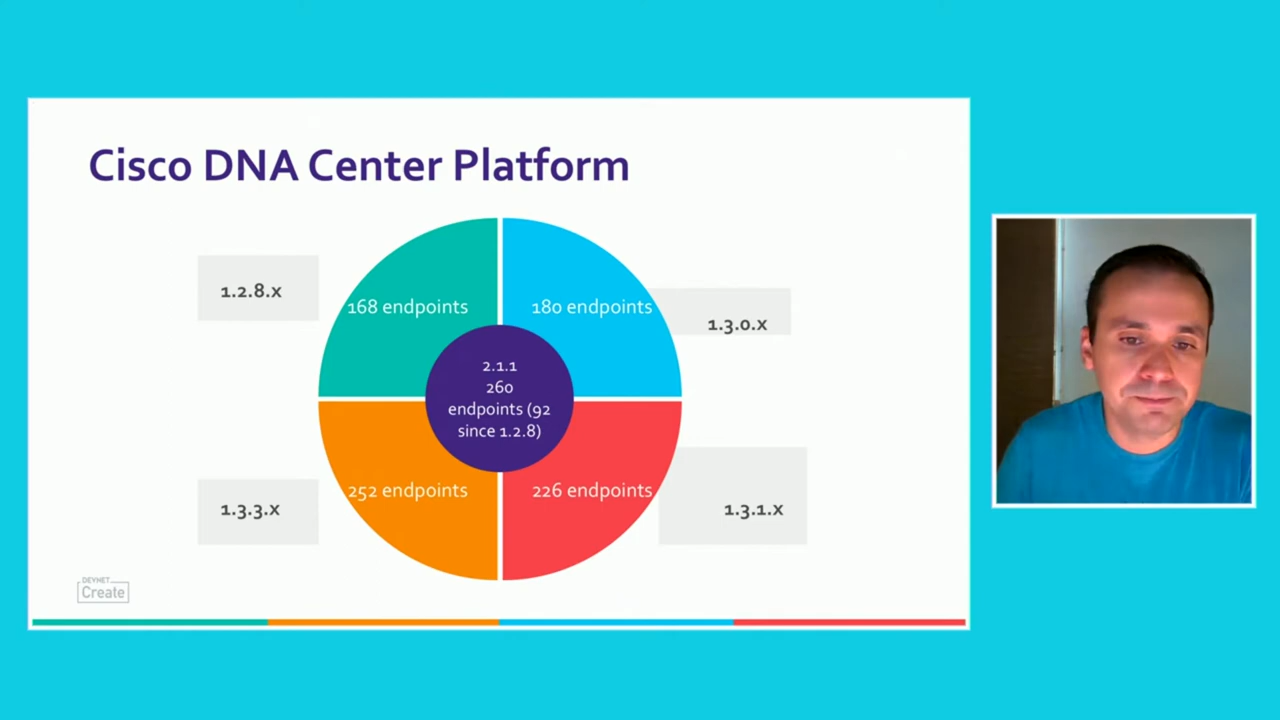 Cisco DNA Center Platform
1.2.8.x
168 endpoints
180 endpoints
1.3.0.x
2.1.1
260
endpoints (92
since 1.2.8)
1.3.3.x
252 endpoints
226 endpoints
1.3.1.x
DEVNET
Create